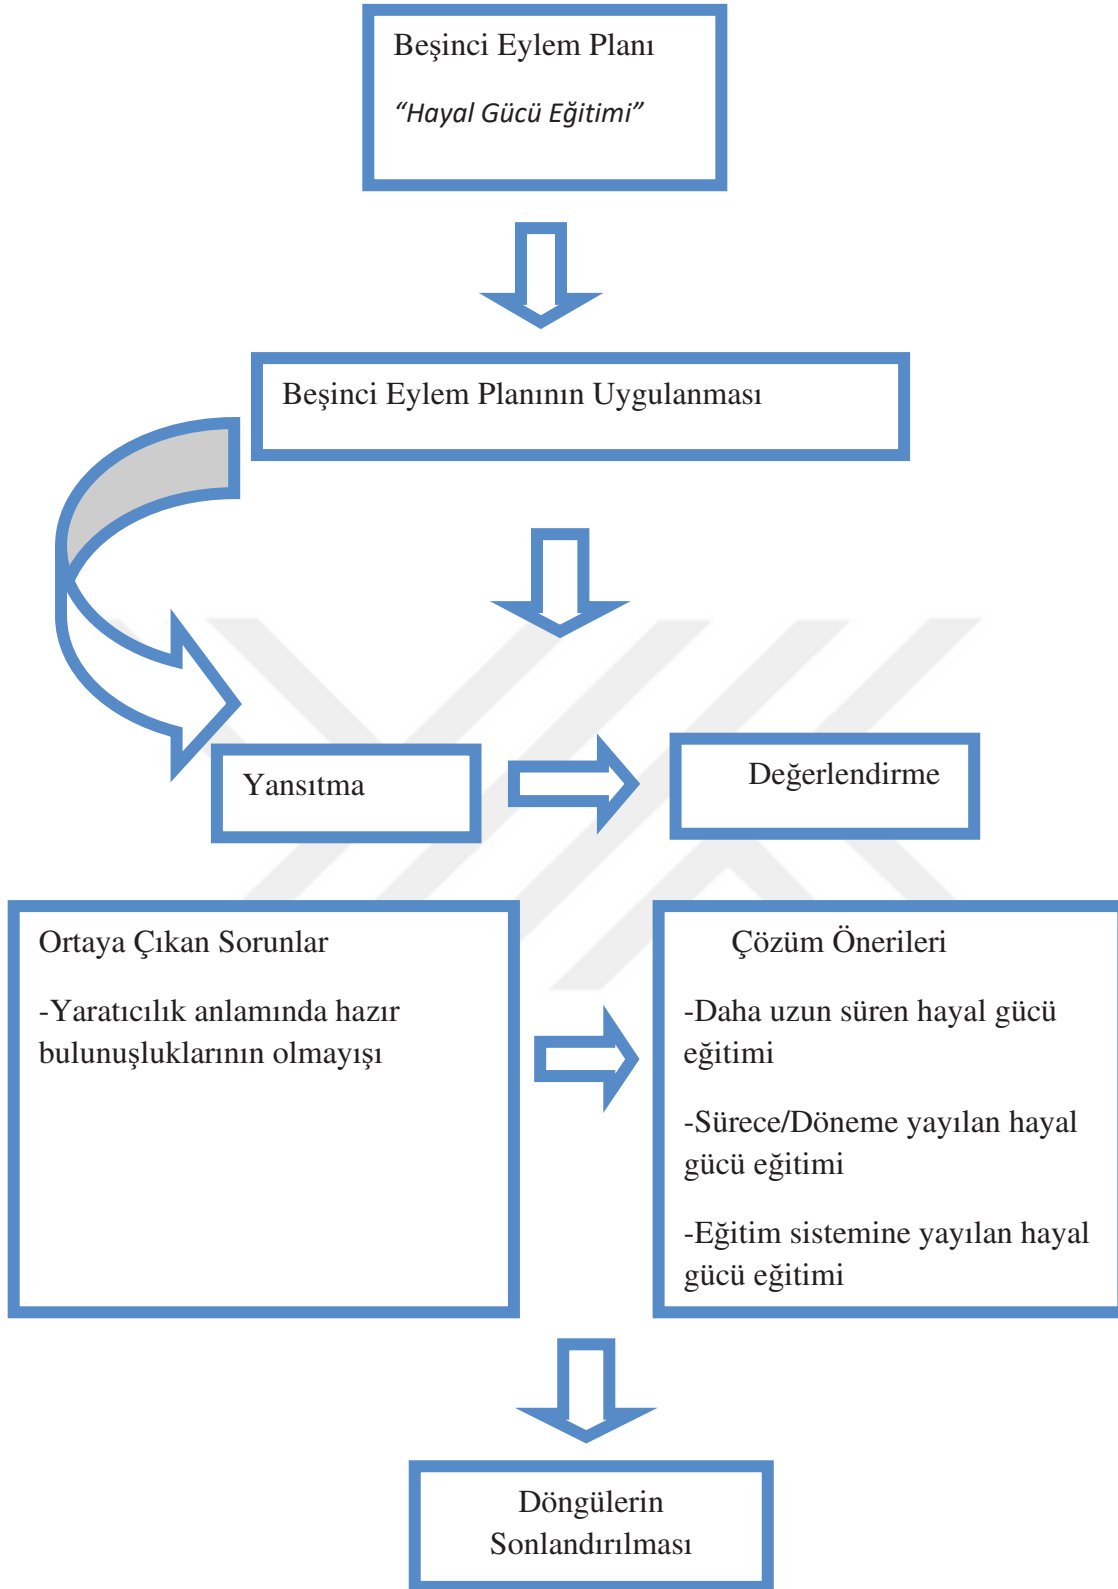 Beşinci Eylem Planı
“Hayal Gücü Eğitimi”
Beşinci Eylem Planının Uygulanması
Yansıtma
Değerlendirme
Ortaya Çıkan Sorunlar
-Yaratıcılık anlamında hazır
bulunuşluklarının olmayışı
Çözüm Önerileri
-Daha uzun süren hayal gücü
eğitimi
-Sürece/Döneme yayılan hayal
gücü eğitimi
-Eğitim sistemine yayılan hayal
gücü eğitimi
Döngülerin
Sonlandırılması